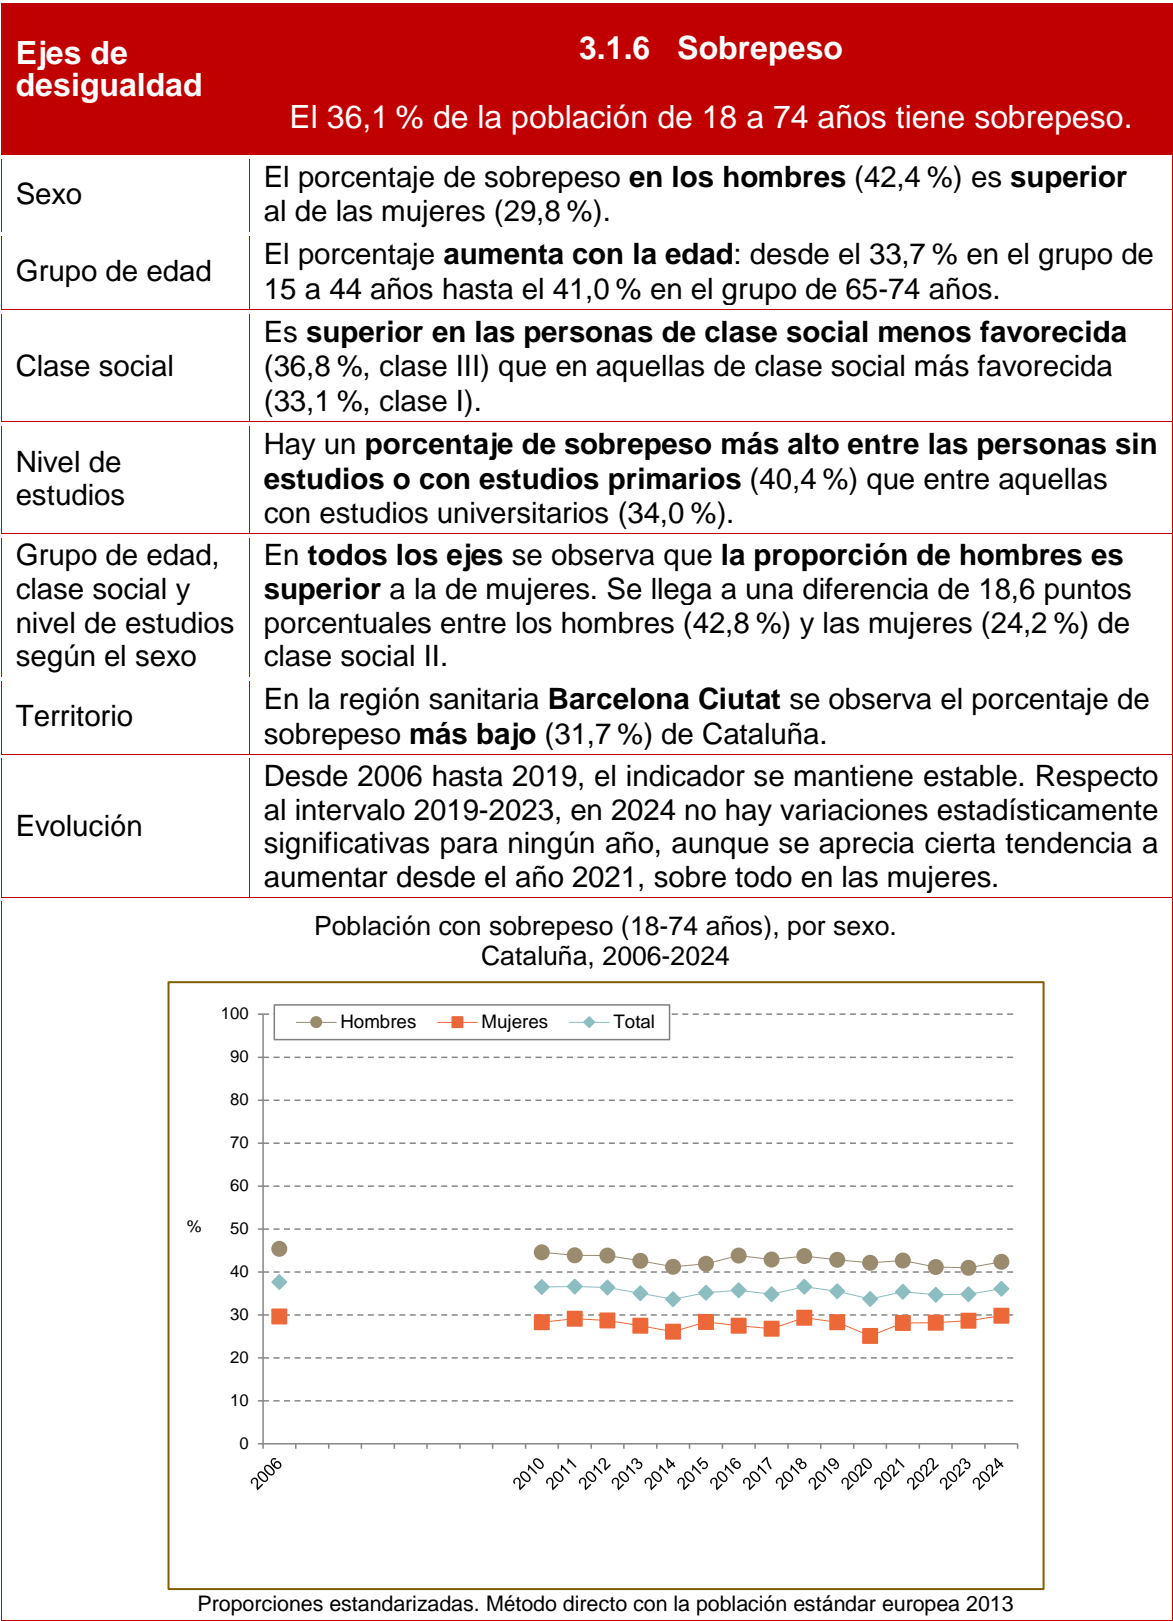 Ejes de
desigualdad
3.1.6 Sobrepeso
El 36,1 % de la población de 18 a 74 años tiene sobrepeso.
Sexo
El porcentaje de sobrepeso en los hombres (42,4 %) es superior
al de las mujeres (29,8 %).
Grupo de edad
El porcentaje aumenta con la edad: desde el 33,7 % en el grupo de
15 a 44 años hasta el 41,0 % en el grupo de 65-74 años.
Clase social
Es superior en las personas de clase social menos favorecida
(36,8 %, clase III) que en aquellas de clase social más favorecida
(33,1 %, clase I).
Nivel de
estudios
Hay un porcentaje de sobrepeso más alto entre las personas sin
estudios o con estudios primarios (40,4 %) que entre aquellas
con estudios universitarios (34,0 %).
Grupo de edad,
clase social y
nivel de estudios
según el sexo
En todos los ejes se observa que la proporción de hombres es
superior a la de mujeres. Se llega a una diferencia de 18,6 puntos
porcentuales entre los hombres (42,8 %) y las mujeres (24,2 %) de
clase social II.
Territorio
En la región sanitaria Barcelona Ciutat se observa el porcentaje de
sobrepeso más bajo (31,7 %) de Cataluña.
Evolución
Desde 2006 hasta 2019, el indicador se mantiene estable. Respecto
al intervalo 2019-2023, en 2024 no hay variaciones estadísticamente
significativas para ningún año, aunque se aprecia cierta tendencia a
aumentar desde el año 2021, sobre todo en las mujeres.
Población con sobrepeso (18-74 años), por sexo.
Cataluña, 2006-2024
Hombres Mujeres Total
100
90
80
70
60
50
40
30
20
10
0
%
2006 2010 2011 2012 2013 2014 2015 2016 2017 2018 2019 2020 2021 2022 2023 2024
Proporciones estandarizadas. Método directo con la población estándar europea 2013